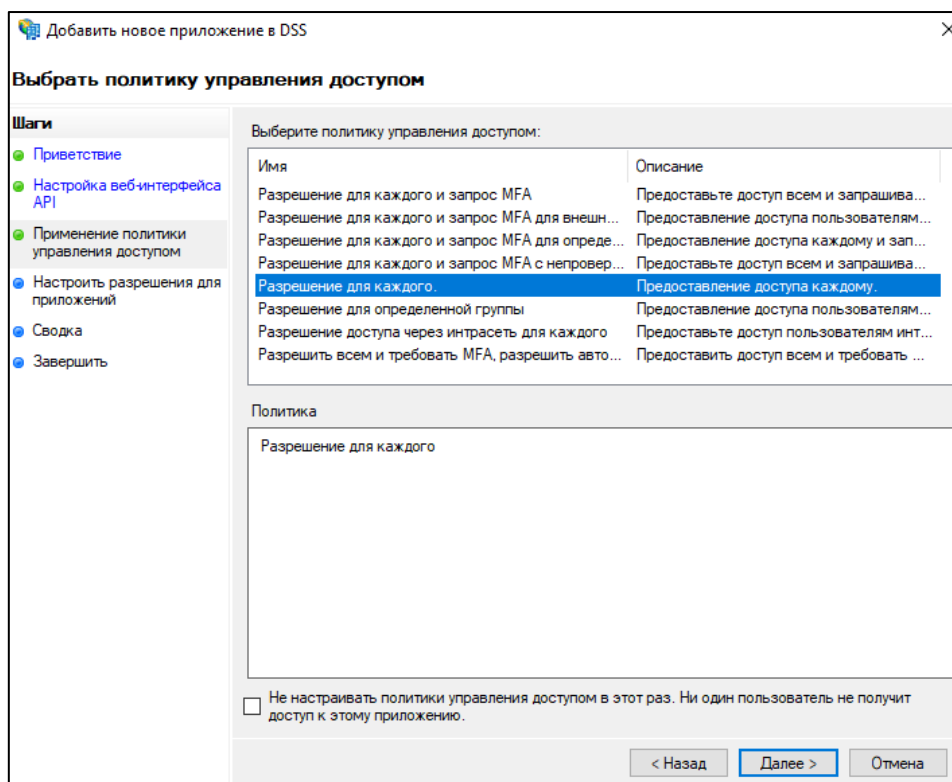 Добавить новое приложение в DSS
Выбрать политику управления доступом
Шаги
Приветствие
Настройка веб-интерфейса
API
Применение политики
управления доступом
Настроить разрешения для
приложений
Сводка
Завершить
Выберите политику управления доступом:
Имя Описание
Разрешение для каждого и запрос MFA Предоставьте доступ всем и запрашива...
Разрешение для каждого и запрос MFA для внешн... Предоставление доступа пользователям...
Разрешение для каждого и запрос MFA для опреде... Предоставление доступа каждому и зап...
Разрешение для каждого и запрос MFA с непровер... Предоставьте доступ всем и запрашива...
Разрешение для каждого. Предоставление доступа каждому.
Разрешение для определенной группы Предоставление доступа пользователям...
Разрешение доступа через интрасеть для каждого Предоставьте доступ пользователям инт...
Разрешить всем и требовать MFA, разрешить авто... Предоставить доступ всем и требовать ...
Политика
Разрешение для каждого
Не настраивать политики управления доступом в этот раз. Ни один пользователь не получит
доступ к этому приложению.
< Назад Далее > Отмена